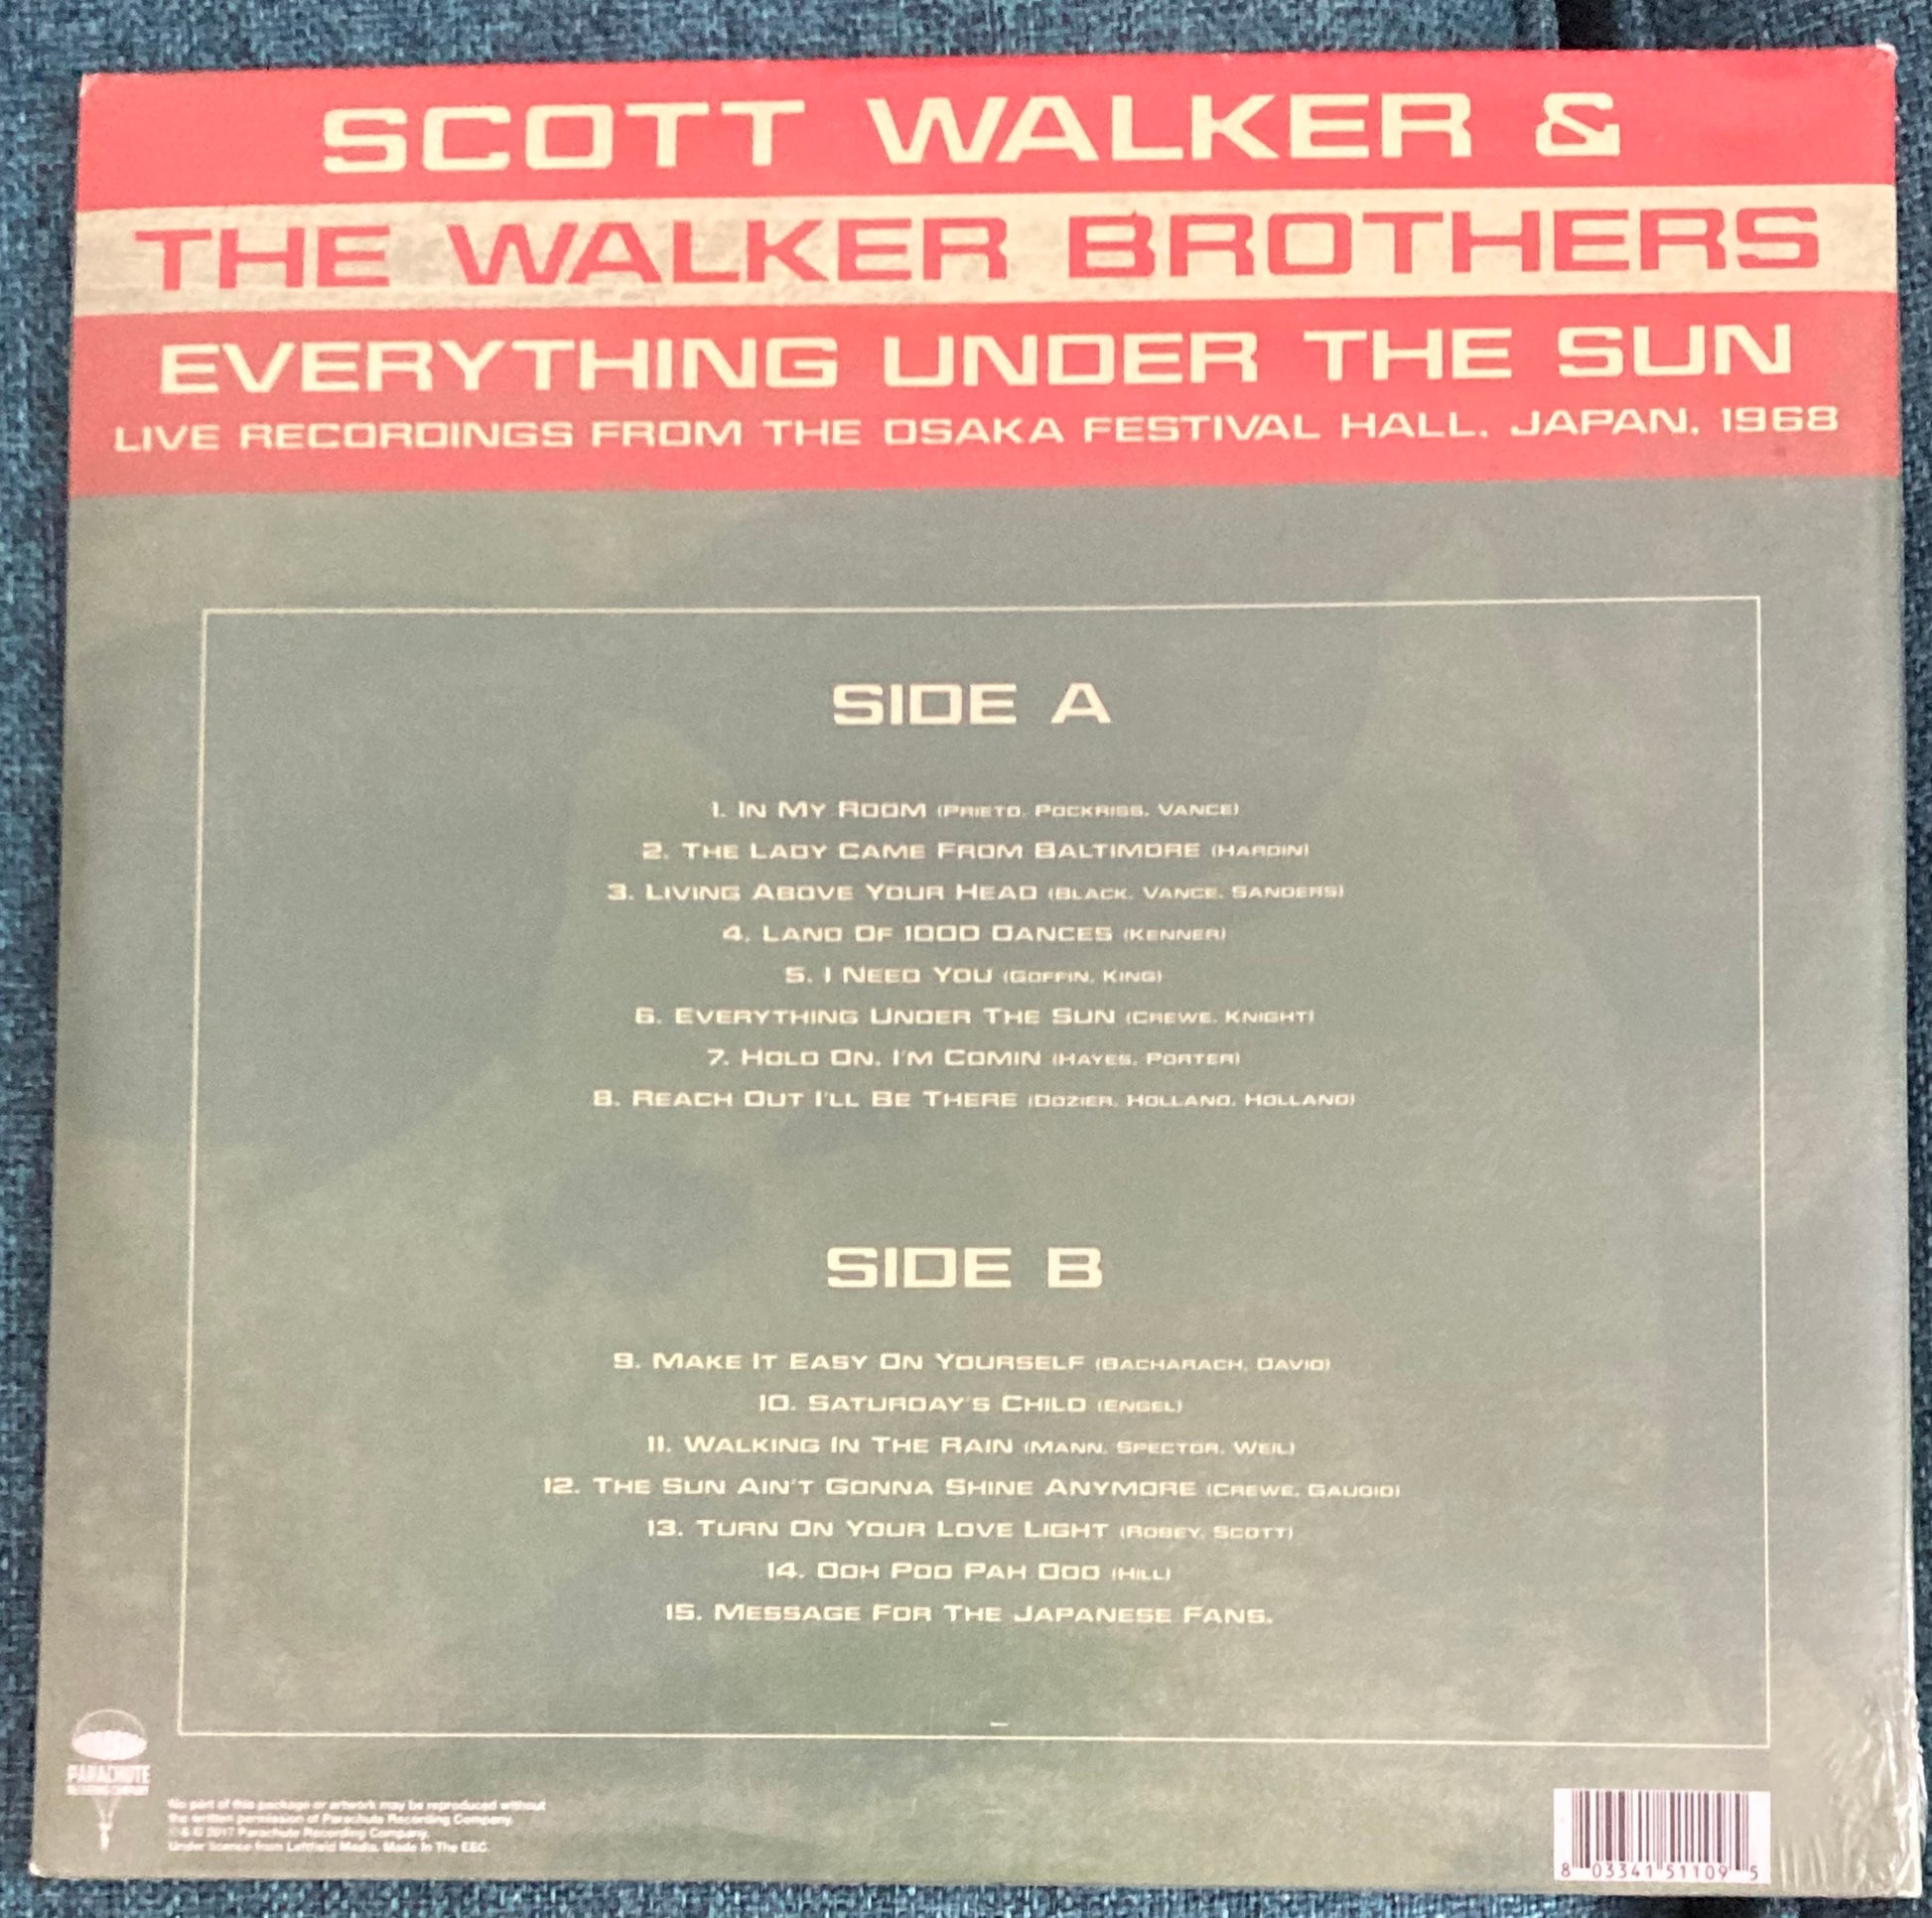 SCOTT WALKER &
THE WALKER BROTHERS
EVERYTHING UNDER THE SUN
LIVE RECORDINGS FROM THE OSAKA FESTIVAL HALL, JAPAN, 1968
SIDE A
1. IN MY ROOM (PRIETO, POCKRISS, VANCE)
2. THE LADY CAME FROM BALTIMORE (HARDIN)
3. LIVING ABOVE YOUR HEAD (BLACK, VANCE, SANDERS)
4. LAND OF 1000 DANCES (KENNER)
5. I NEED YOU (GOFFIN, KING)
6. EVERYTHING UNDER THE SUN (CREWE, KNIGHT)
7. HOLD ON, I'M COMIN (HAYES, PORTER)
8. REACH OUT I'LL BE THERE (DOZIER, HOLLAND, HOLLAND)
SIDE B
9. MAKE IT EASY ON YOURSELF (BACHARACH, DAVID)
10. SATURDAY'S CHILD (ENGEL)
11. WALKING IN THE RAIN (MANN, SPECTOR, WEIL)
12. THE SUN AIN'T GONNA SHINE ANYMORE (CREWE, GAUDIO)
13. TURN ON YOUR LOVE LIGHT (ROBEY, SCOTT)
14. OOH POO PAH DOO (HILL)
15. MESSAGE FOR THE JAPANESE FANS.
PARACHUTE
RECORDING COMPANY
No part of this package or artwork may be reproduced without
the written permission of Parachute Recording Company.
& © 2017 Parachute Recording Company.
Under licence from Leftfield Media. Made In The EEC.
8 03341 51109 5